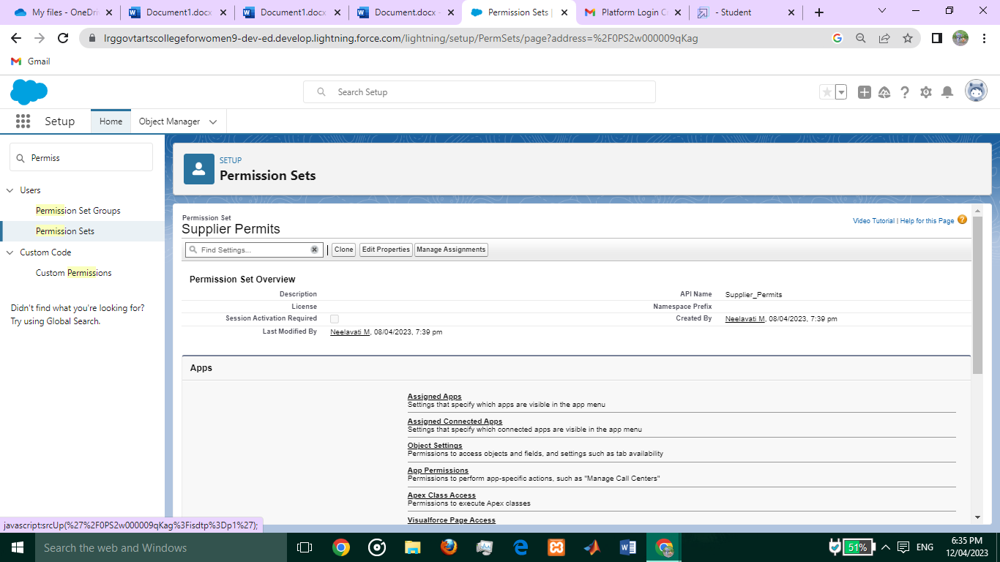 My files - OneDri
Document1.docx
Document1.docx
Document.docx -
Permission Sets |
Platform Login C
- Student
lrggovtartscollegeforwomen9-dev-ed.develop.lightning.force.com/lightning/setup/PermSets/page?address=%2F0PS2w000009qKag
Gmail
Search Setup
Setup
Home
Object Manager
Permiss
Users
Permission Set Groups
Permission Sets
Custom Code
Custom Permissions
Didn't find what you're looking for?
Try using Global Search.
SETUP
Permission Sets
Permission Set
Supplier Permits
Video Tutorial | Help for this Page
Find Settings...
Clone
Edit Properties
Manage Assignments
Permission Set Overview
Description
API Name Supplier_Permits
License
Namespace Prefix
Session Activation Required
Created By Neelavati M, 08/04/2023, 7:39 pm
Last Modified By Neelavati M, 08/04/2023, 7:39 pm
Apps
Assigned Apps
Settings that specify which apps are visible in the app menu
Assigned Connected Apps
Settings that specify which connected apps are visible in the app menu
Object Settings
Permissions to access objects and fields, and settings such as tab availability
App Permissions
Permissions to perform app-specific actions, such as "Manage Call Centers"
Apex Class Access
Permissions to execute Apex classes
Visualforce Page Access
javascript:srcUp(%27%2F0PS2w000009qKag%3Fisdtp%3Dp1%27);
Search the web and Windows
51%
ENG
6:35 PM
12/04/2023